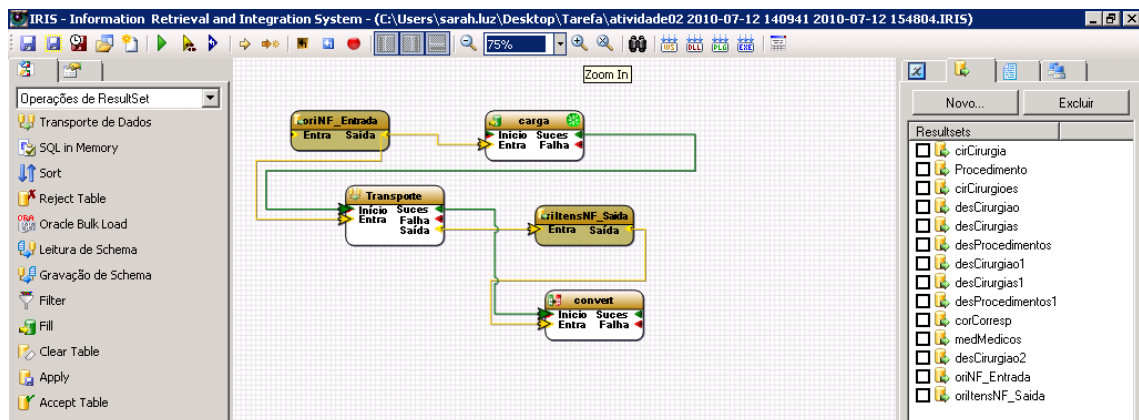 IRIS - Information Retrieval and Integration System - (C:\Users\sarah.luz\Desktop\Tarefa\atividade02 2010-07-12 140941 2010-07-12 154804.IRIS)
75%
WS DLL PLG EXE
Zoom In
Operações de ResultSet
Transporte de Dados
SQL in Memory
Sort
Reject Table
Oracle Bulk Load
Leitura de Schema
Gravação de Schema
Filter
Fill
Clear Table
Apply
Accept Table
oriNF_Entrada
Entra Saída
carga
Início Suces
Entra Falha
Transporte
Início Suces
Entra Falha
Saída
oriItensNF_Saida
Entra Saída
convert
Início Suces
Entra Falha
Novo...
Excluir
Resultsets
cirCirurgia
Procedimento
cirCirurgioes
desCirurgiao
desCirurgias
desProcedimentos
desCirurgiao1
desCirurgias1
desProcedimentos1
corCorresp
medMedicos
desCirurgiao2
oriNF_Entrada
oriItensNF_Saida